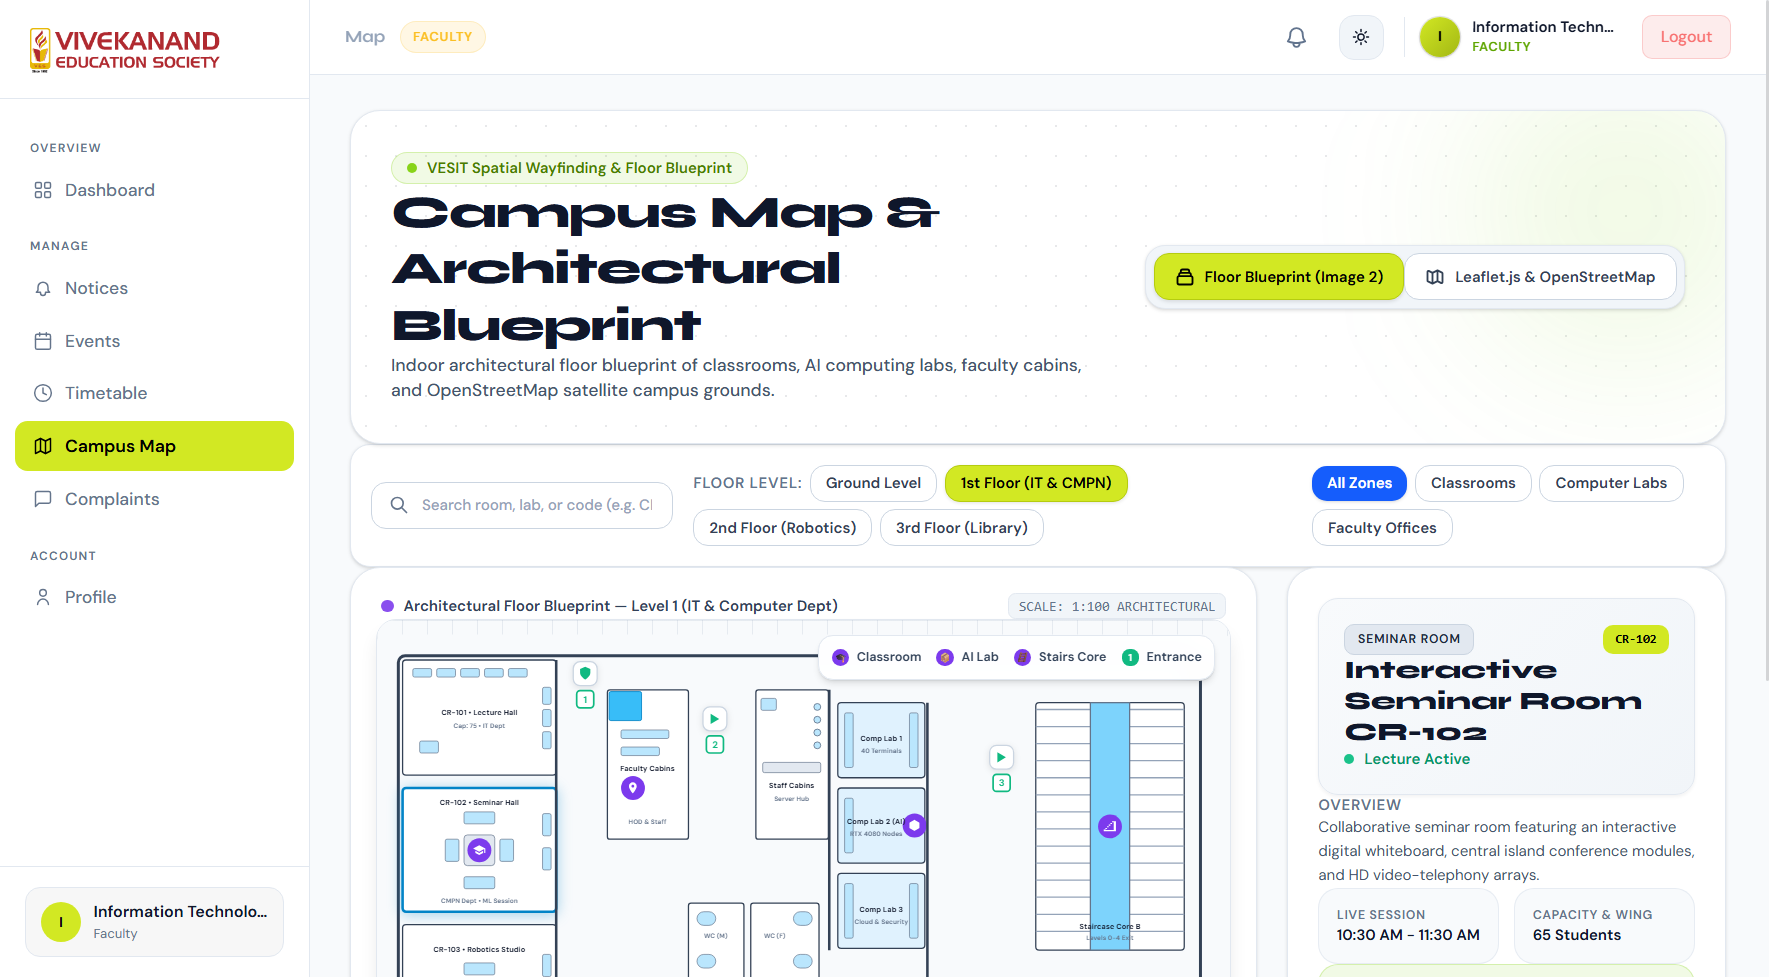 VIVEKANAND
EDUCATION SOCIETY
Since 1962
OVERVIEW
Dashboard
MANAGE
Notices
Events
Timetable
Campus Map
Complaints
ACCOUNT
Profile
I
Information Technolo...
Faculty
Map
FACULTY
I
Information Techn...
FACULTY
Logout
VESIT Spatial Wayfinding & Floor Blueprint
Campus Map &
Architectural
Blueprint
Indoor architectural floor blueprint of classrooms, AI computing labs, faculty cabins,
and OpenStreetMap satellite campus grounds.
Floor Blueprint (Image 2)
Leaflet.js & OpenStreetMap
Search room, lab, or code (e.g. Cl
FLOOR LEVEL:
Ground Level
1st Floor (IT & CMPN)
2nd Floor (Robotics)
3rd Floor (Library)
All Zones
Classrooms
Computer Labs
Faculty Offices
Architectural Floor Blueprint — Level 1 (IT & Computer Dept)
SCALE: 1:100 ARCHITECTURAL
Classroom
AI Lab
Stairs Core
1
Entrance
CR-101 • Lecture Hall
Cap: 75 • IT Dept
1
2
3
Faculty Cabins
HOD & Staff
Staff Cabins
Server Hub
Comp Lab 1
40 Terminals
Comp Lab 2 (AI)
RTX 4080 Nodes
Comp Lab 3
Cloud & Security
CR-102 • Seminar Hall
CMPN Dept • ML Session
CR-103 • Robotics Studio
WC (M)
WC (F)
Staircase Core B
Levels 0-4 Exit
SEMINAR ROOM
CR-102
Interactive
Seminar Room
CR-102
Lecture Active
OVERVIEW
Collaborative seminar room featuring an interactive
digital whiteboard, central island conference modules,
and HD video-telephony arrays.
LIVE SESSION
10:30 AM - 11:30 AM
CAPACITY & WING
65 Students